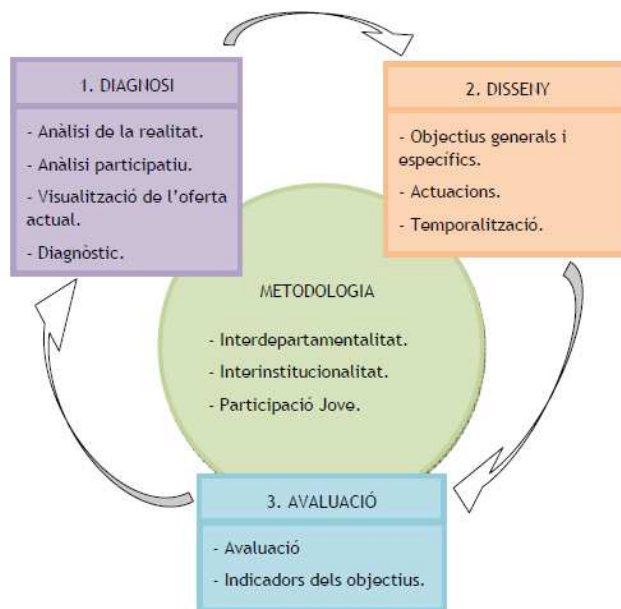 1. DIAGNOSI
- Anàlisi de la realitat.
- Anàlisi participatiu.
- Visualització de l'oferta
actual.
- Diagnòstic.
2. DISSENY
- Objectius generals i
específics.
- Actuacions.
- Temporalització.
METODOLOGIA
- Interdepartamentalitat.
- Interinstitucionalitat.
- Participació Jove.
3. AVALUACIÓ
- Avaluació
- Indicadors dels objectius.